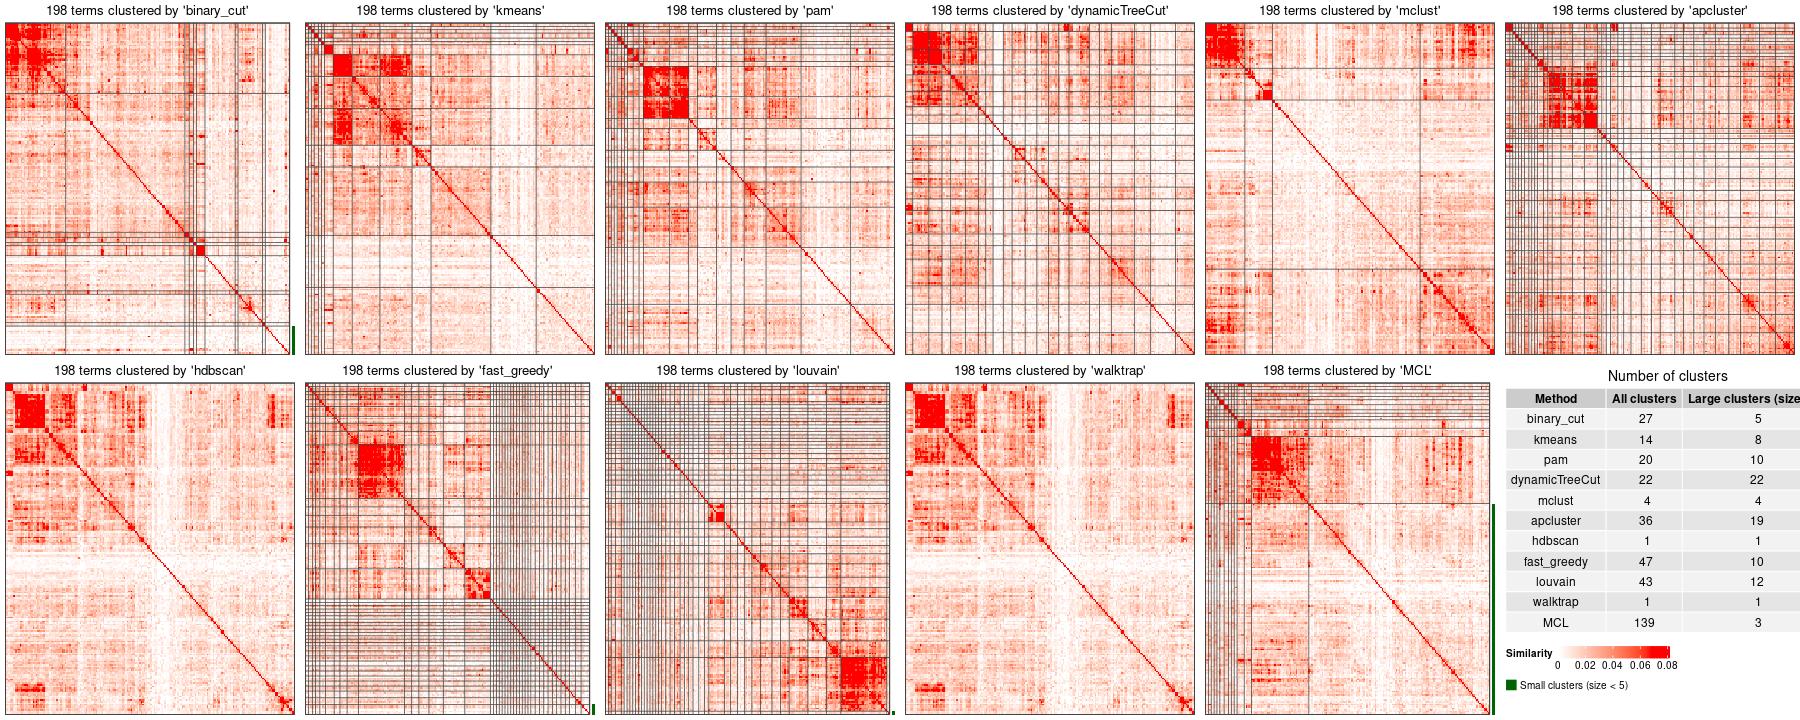 198 terms clustered by 'binary_cut'
198 terms clustered by 'kmeans'
198 terms clustered by 'pam'
198 terms clustered by 'dynamicTreeCut'
198 terms clustered by 'mclust'
198 terms clustered by 'apcluster'
198 terms clustered by 'hdbscan'
198 terms clustered by 'fast_greedy'
198 terms clustered by 'louvain'
198 terms clustered by 'walktrap'
198 terms clustered by 'MCL'
Number of clusters
Method All clusters Large clusters (size
binary_cut 27 5
kmeans 14 8
pam 20 10
dynamicTreeCut 22 22
mclust 4 4
apcluster 36 19
hdbscan 1 1
fast_greedy 47 10
louvain 43 12
walktrap 1 1
MCL 139 3
Similarity
0 0.02 0.04 0.06 0.08
Small clusters (size < 5)